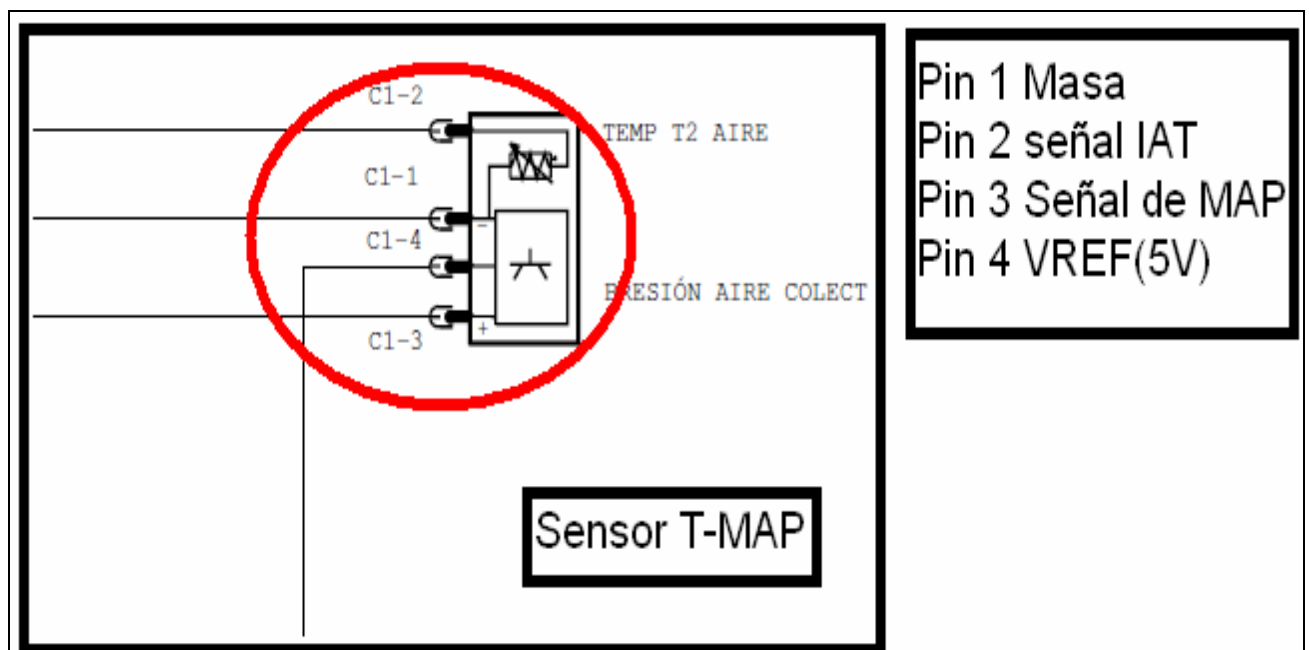 C1-2
TEMP T2 AIRE
C1-1
C1-4
-
PRESIÓN AIRE COLECT
+
C1-3
Sensor T-MAP
Pin 1 Masa
Pin 2 señal IAT
Pin 3 Señal de MAP
Pin 4 VREF(5V)